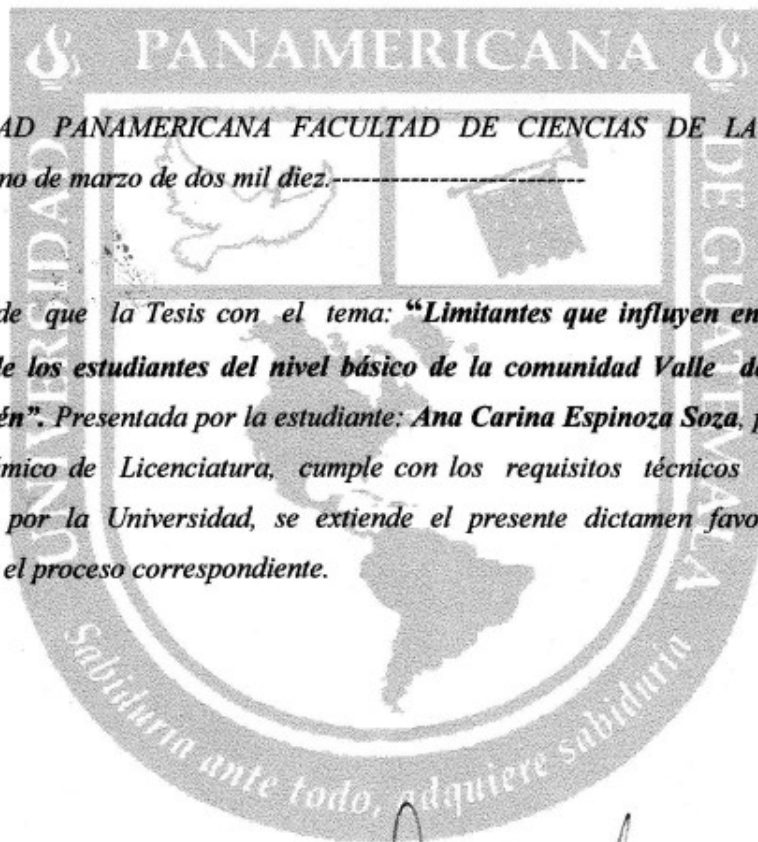 PANAMERICANA
UNIVERSIDAD
DE GUATEMALA
AD PANAMERICANA FACULTAD DE CIENCIAS DE LA
no de marzo de dos mil diez.--------------------------
de que la Tesis con el tema: “Limitantes que influyen en
le los estudiantes del nivel básico de la comunidad Valle de
én”. Presentada por la estudiante: Ana Carina Espinoza Soza, p
mico de Licenciatura, cumple con los requisitos técnicos
por la Universidad, se extiende el presente dictamen favo
el proceso correspondiente.
Sabiduria ante todo, adquiere sabiduria